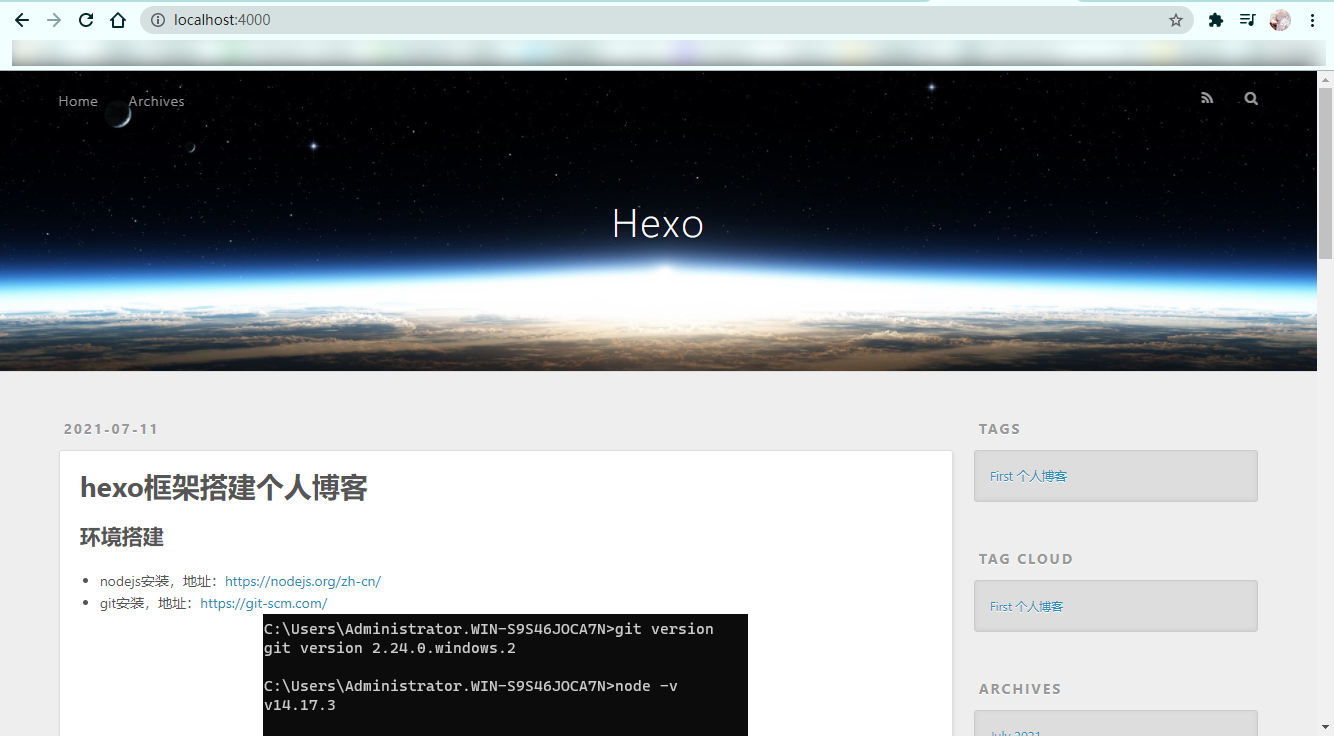 localhost:4000
Home Archives
Hexo
2021-07-11
hexo框架搭建个人博客
环境搭建
nodejs安装，地址：https://nodejs.org/zh-cn/
git安装，地址：https://git-scm.com/
C:\Users\Administrator.WIN-S9S46JOCA7N>git version
git version 2.24.0.windows.2
C:\Users\Administrator.WIN-S9S46JOCA7N>node -v
v14.17.3
TAGS
First 个人博客
TAG CLOUD
First 个人博客
ARCHIVES
July 2021